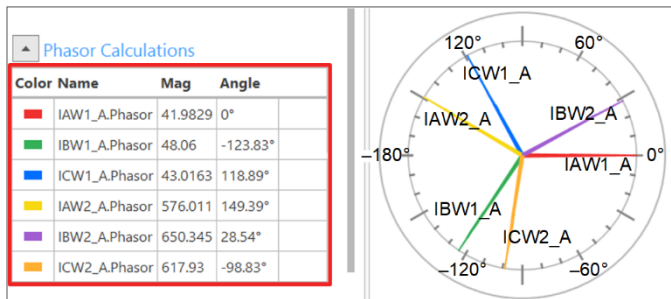 Phasor Calculations
Color Name Mag Angle
IAW1_A.Phasor 41.9829 0°
IBW1_A.Phasor 48.06 -123.83°
ICW1_A.Phasor 43.0163 118.89°
IAW2_A.Phasor 576.011 149.39°
IBW2_A.Phasor 650.345 28.54°
ICW2_A.Phasor 617.93 -98.83°
120° 60°
ICW1_A
IAW2_A IBW2_A
–180° 0°
IAW1_A
IBW1_A
ICW2_A
–120° –60°